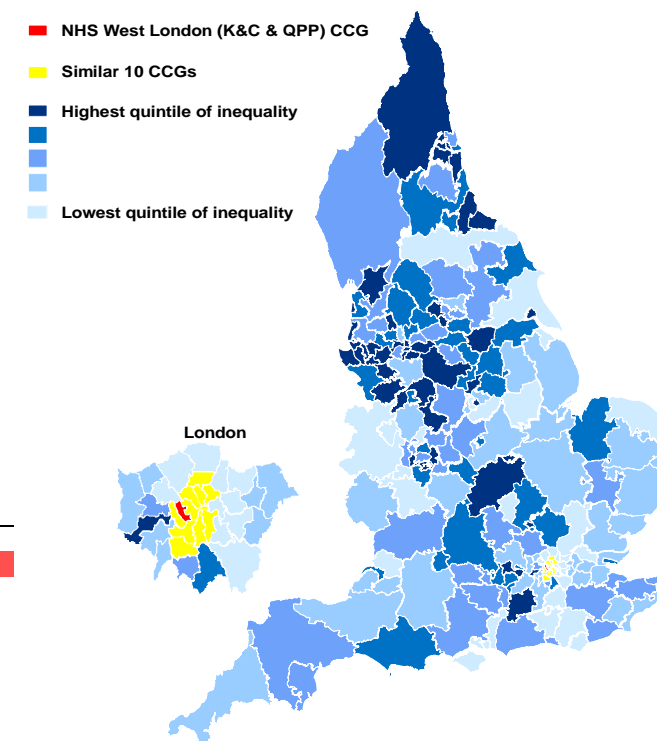 NHS West London (K&C & QPP) CCG
Similar 10 CCGs
Highest quintile of inequality
Lowest quintile of inequality
London